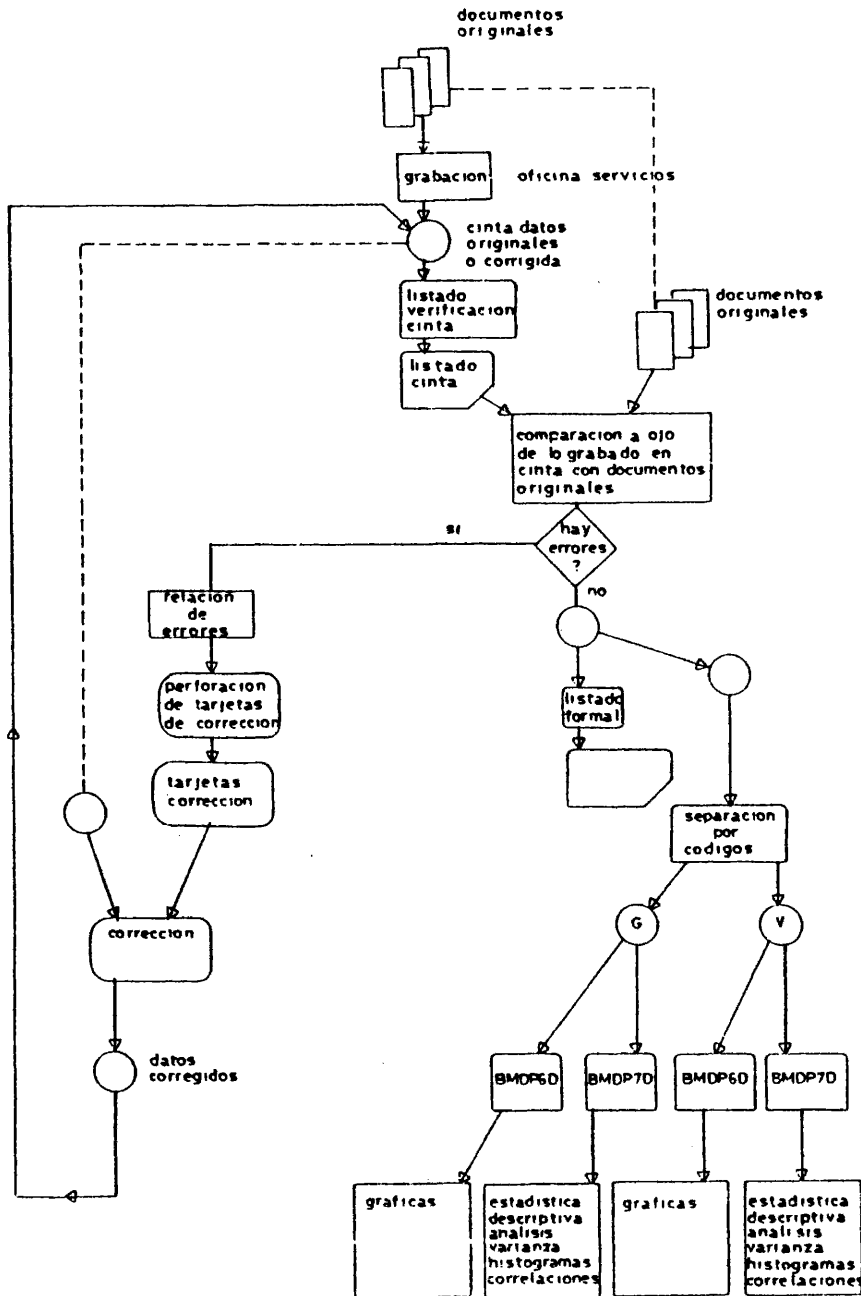 documentos
originales
grabacion
oficina servicios
cinta datos
originales
o corrigida
listado
verificacion
cinta
documentos
originales
listado
cinta
comparacion a ojo
de lo grabado en
cinta con documentos
originales
si
hay
errores
?
no
relacion
de
errores
perforacion
de tarjetas
de correccion
listado
formal
tarjetas
correccion
separacion
por
codigos
correccion
G
V
datos
corregidos
BMDP6D
BMDP7D
BMDP6D
BMDP7D
graficas
estadistica
descriptiva
analisis
varianza
histogramas
correlaciones
graficas
estadistica
descriptiva
analisis
varianza
histogramas
correlaciones